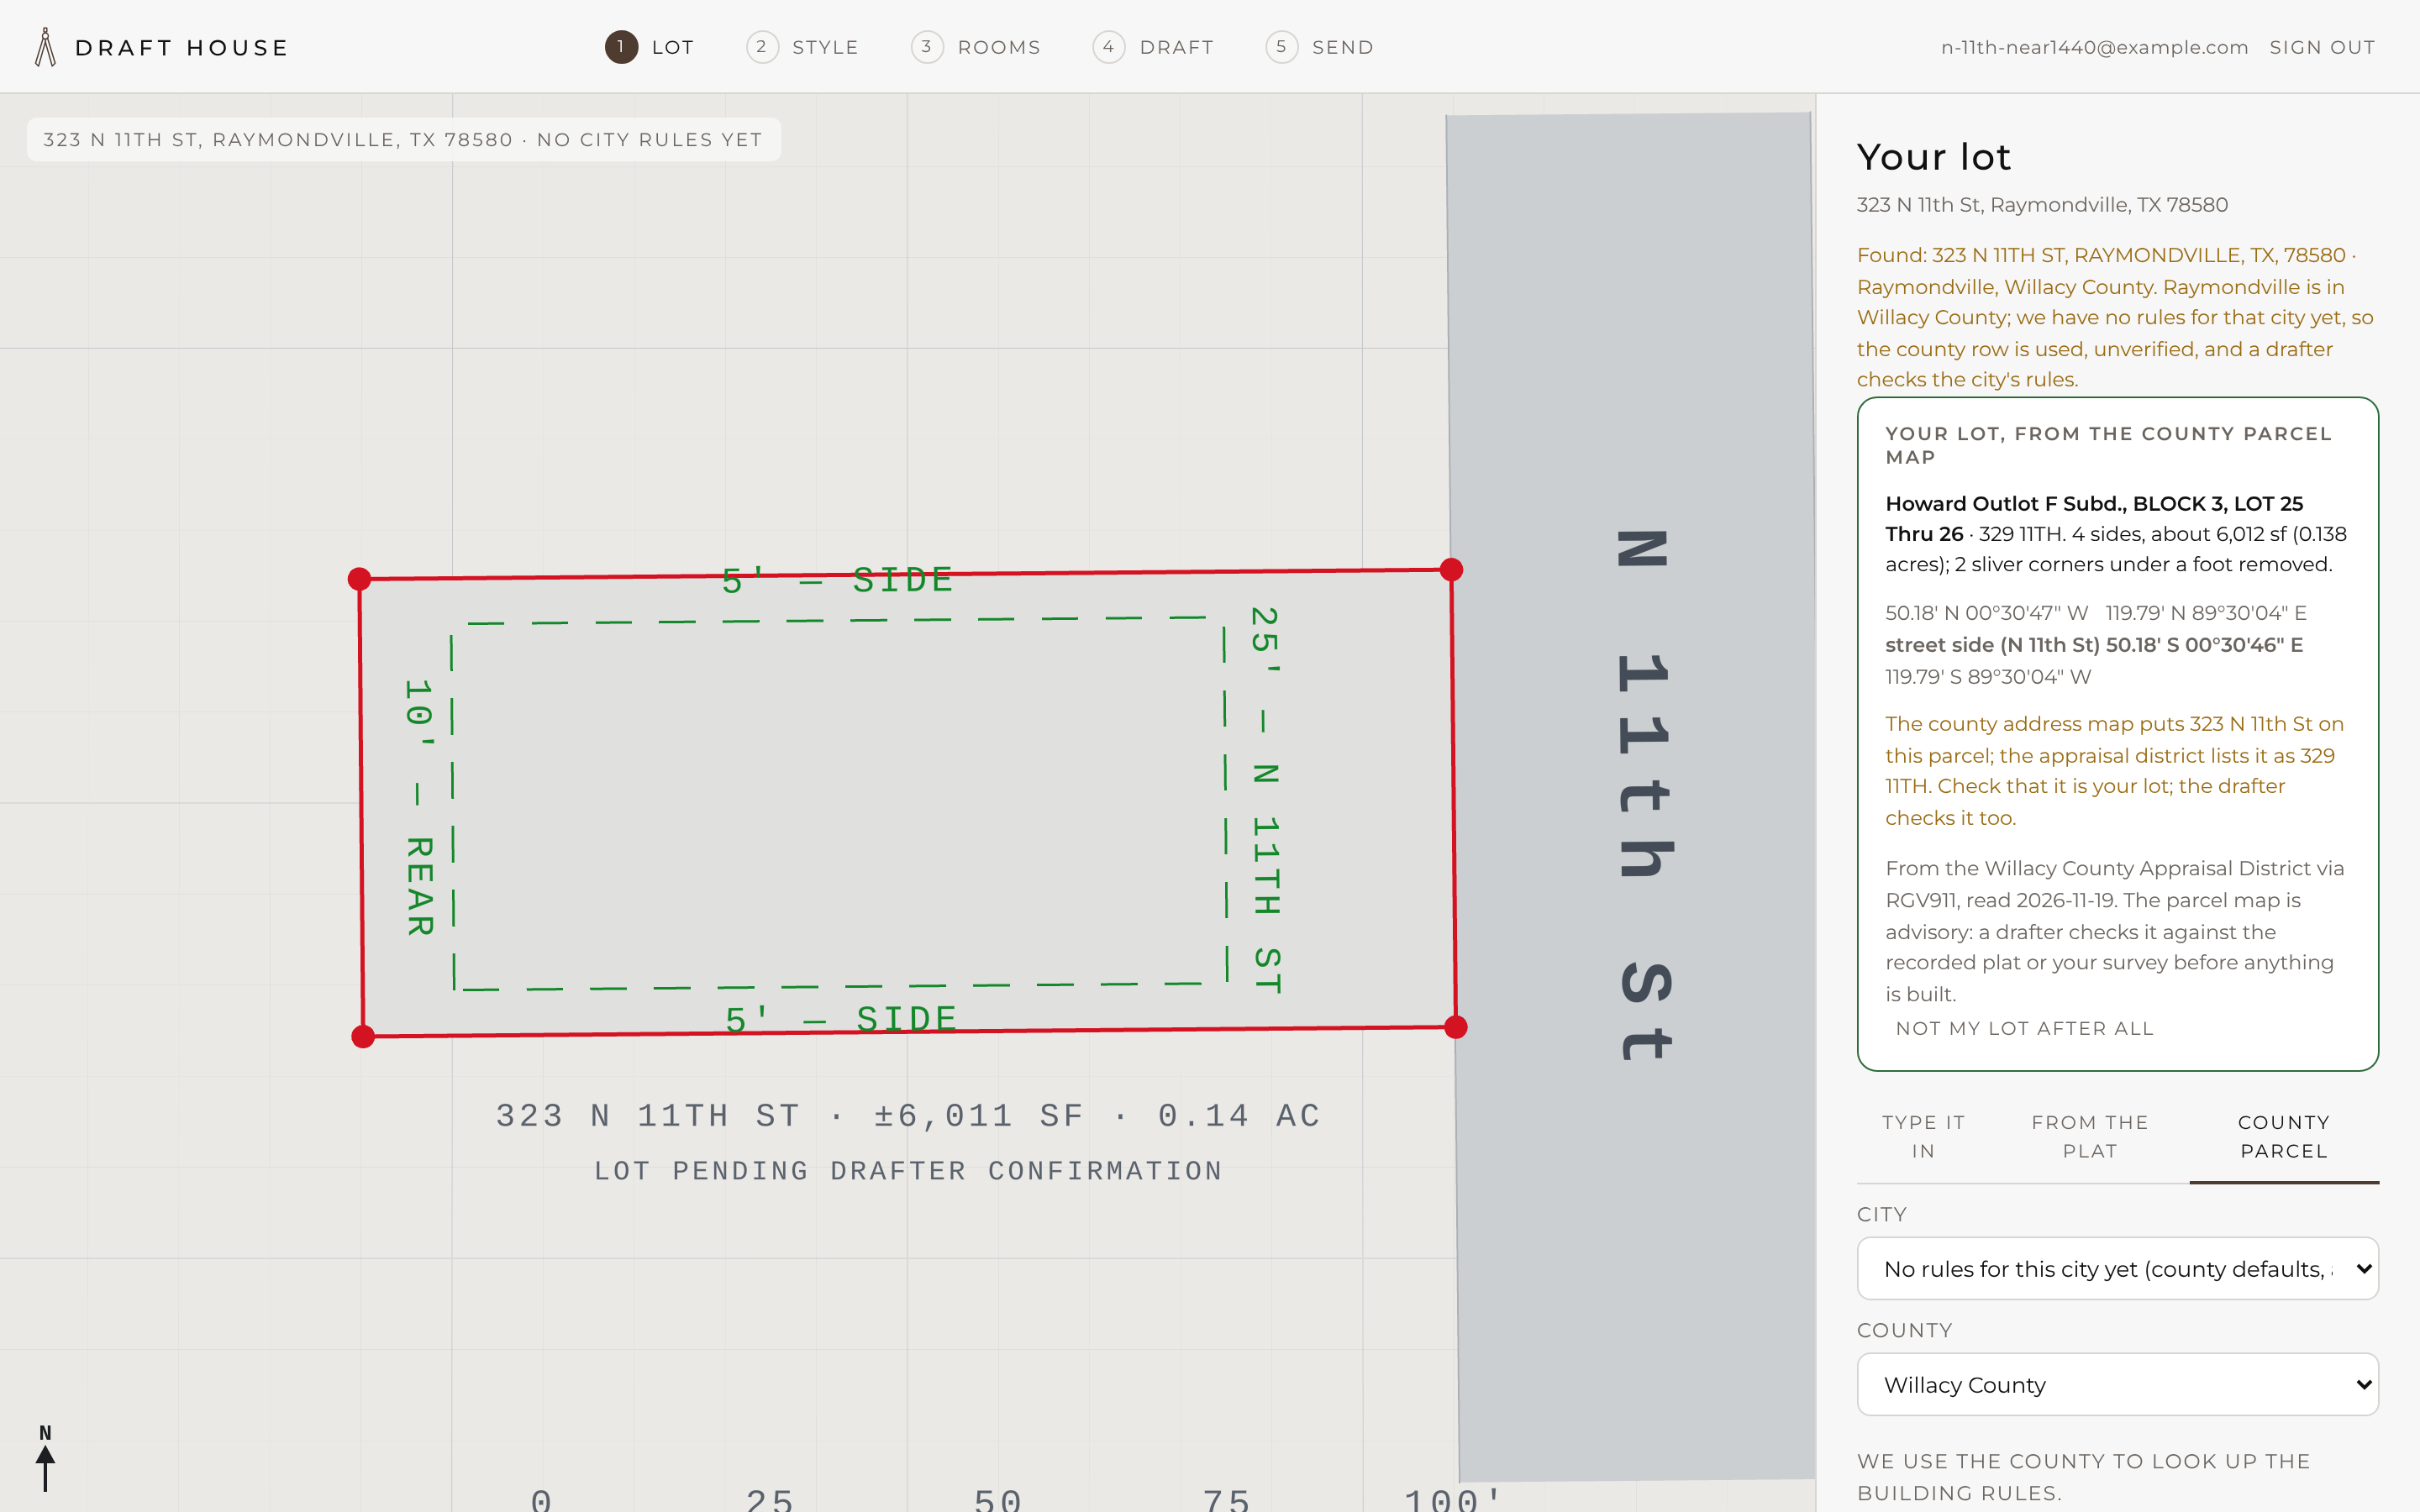 DRAFT HOUSE
1 LOT
2 STYLE
3 ROOMS
4 DRAFT
5 SEND
n-11th-near1440@example.com SIGN OUT
323 N 11TH ST, RAYMONDVILLE, TX 78580 · NO CITY RULES YET
5' — SIDE
25' — N 11TH ST
10' — REAR
5' — SIDE
N 11th St
323 N 11TH ST · ±6,011 SF · 0.14 AC
LOT PENDING DRAFTER CONFIRMATION
N
0 25 50 75 100'
Your lot
323 N 11th St, Raymondville, TX 78580
Found: 323 N 11TH ST, RAYMONDVILLE, TX, 78580 ·
Raymondville, Willacy County. Raymondville is in
Willacy County; we have no rules for that city yet, so
the county row is used, unverified, and a drafter
checks the city's rules.
YOUR LOT, FROM THE COUNTY PARCEL
MAP
Howard Outlot F Subd., BLOCK 3, LOT 25
Thru 26 · 329 11TH. 4 sides, about 6,012 sf (0.138
acres); 2 sliver corners under a foot removed.
50.18' N 00°30'47" W 119.79' N 89°30'04" E
street side (N 11th St) 50.18' S 00°30'46" E
119.79' S 89°30'04" W
The county address map puts 323 N 11th St on
this parcel; the appraisal district lists it as 329
11TH. Check that it is your lot; the drafter
checks it too.
From the Willacy County Appraisal District via
RGV911, read 2026-11-19. The parcel map is
advisory: a drafter checks it against the
recorded plat or your survey before anything
is built.
NOT MY LOT AFTER ALL
TYPE IT
IN
FROM THE
PLAT
COUNTY
PARCEL
CITY
No rules for this city yet (county defaults,
COUNTY
Willacy County
WE USE THE COUNTY TO LOOK UP THE
BUILDING RULES.